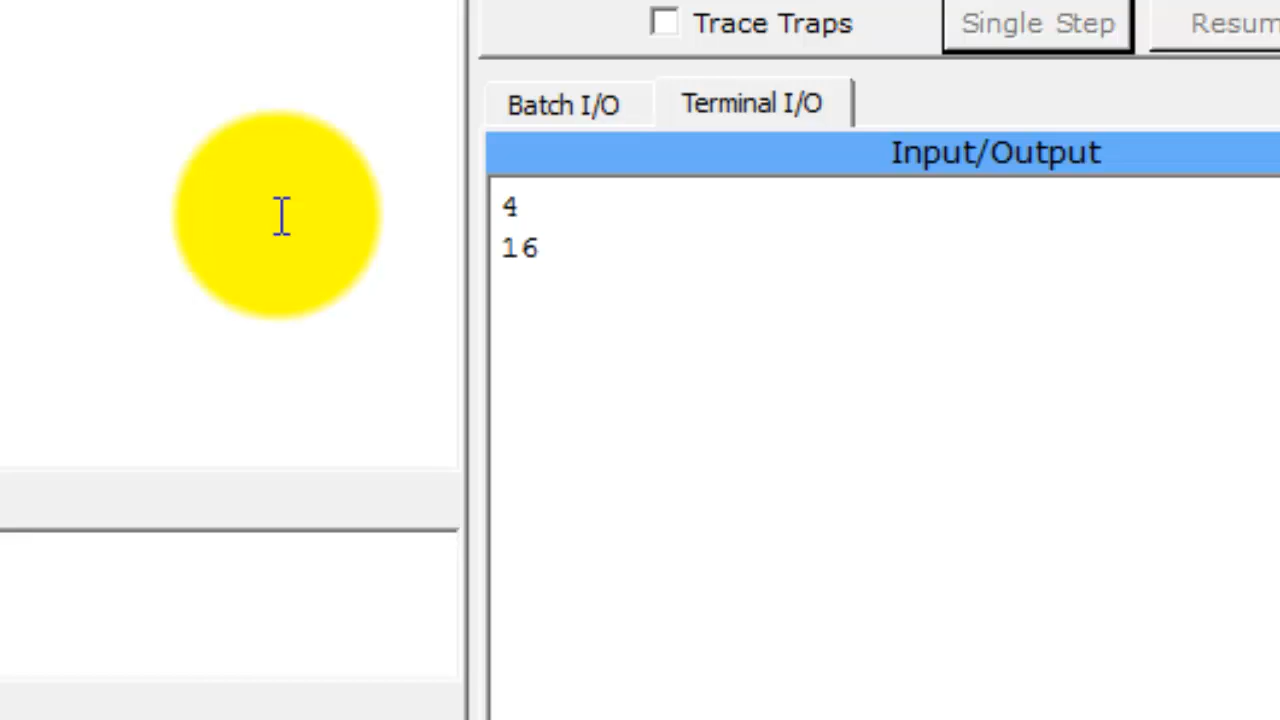 Trace Traps
Single Step
Resum
Batch I/O
Terminal I/O
Input/Output
4
16